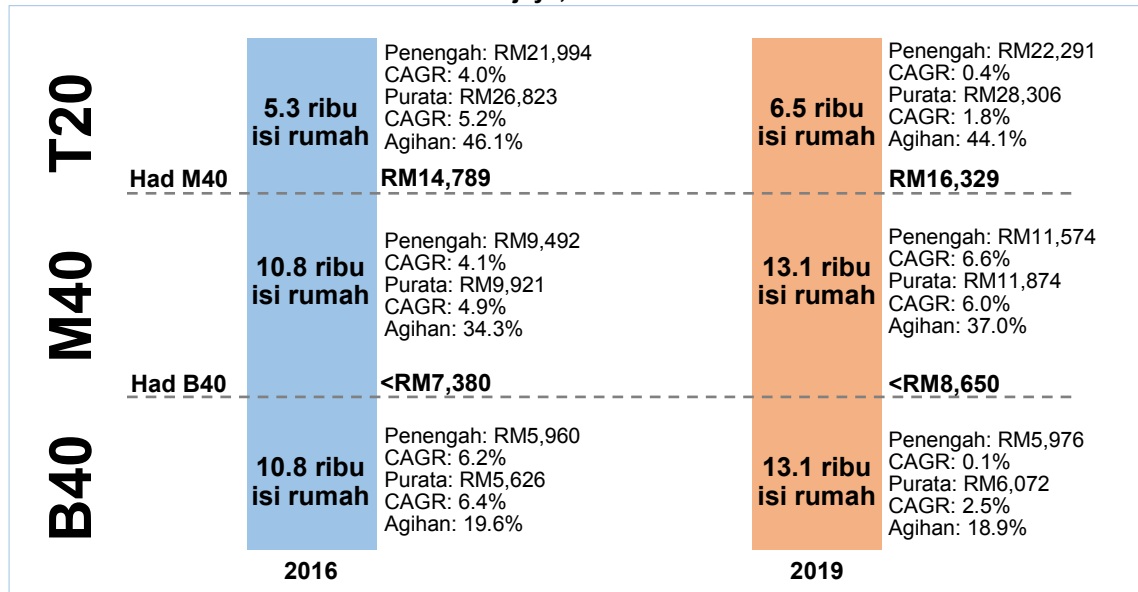 T20
5.3 ribu
isi rumah
Penengah: RM21,994
CAGR: 4.0%
Purata: RM26,823
CAGR: 5.2%
Agihan: 46.1%
6.5 ribu
isi rumah
Penengah: RM22,291
CAGR: 0.4%
Purata: RM28,306
CAGR: 1.8%
Agihan: 44.1%
Had M40
RM14,789
RM16,329
M40
10.8 ribu
isi rumah
Penengah: RM9,492
CAGR: 4.1%
Purata: RM9,921
CAGR: 4.9%
Agihan: 34.3%
13.1 ribu
isi rumah
Penengah: RM11,574
CAGR: 6.6%
Purata: RM11,874
CAGR: 6.0%
Agihan: 37.0%
Had B40
<RM7,380
<RM8,650
B40
10.8 ribu
isi rumah
Penengah: RM5,960
CAGR: 6.2%
Purata: RM5,626
CAGR: 6.4%
Agihan: 19.6%
13.1 ribu
isi rumah
Penengah: RM5,976
CAGR: 0.1%
Purata: RM6,072
CAGR: 2.5%
Agihan: 18.9%
2016
2019